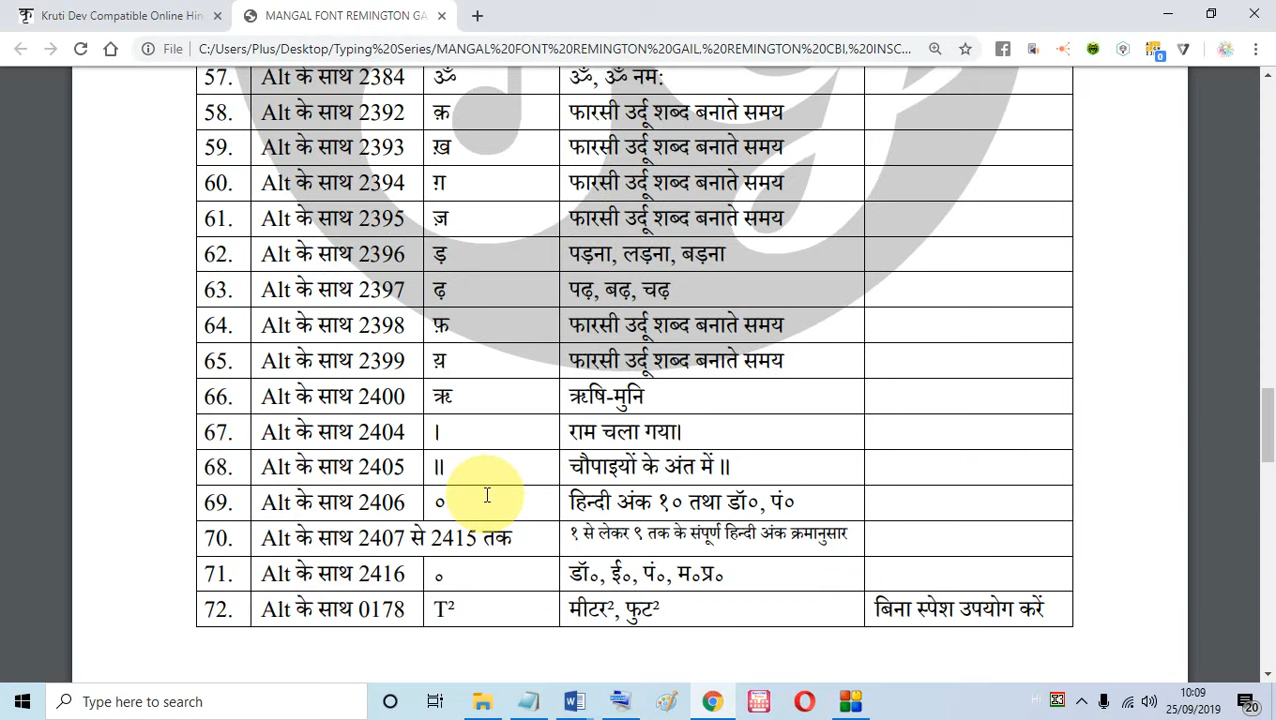 Kruti Dev Compatible Online Hin
MANGAL FONT REMINGTON GA
File C:/Users/Plus/Desktop/Typing%20Series/MANGAL%20FONT%20REMINGTON%20GAIL,%20REMINGTON%20CBI,%20INSC...
57. Alt के साथ 2384 ॐ ॐ, ॐ नम:
58. Alt के साथ 2392 क़ फारसी उर्दू शब्द बनाते समय
59. Alt के साथ 2393 ख़ फारसी उर्दू शब्द बनाते समय
60. Alt के साथ 2394 ग़ फारसी उर्दू शब्द बनाते समय
61. Alt के साथ 2395 ज़ फारसी उर्दू शब्द बनाते समय
62. Alt के साथ 2396 ड़ पड़ना, लड़ना, बड़ना
63. Alt के साथ 2397 ढ़ पढ़, बढ़, चढ़
64. Alt के साथ 2398 फ़ फारसी उर्दू शब्द बनाते समय
65. Alt के साथ 2399 य़ फारसी उर्दू शब्द बनाते समय
66. Alt के साथ 2400 ॠ ॠषि-मुनि
67. Alt के साथ 2404 । राम चला गया।
68. Alt के साथ 2405 ॥ चौपाइयों के अंत में ॥
69. Alt के साथ 2406 ० हिन्दी अंक १० तथा डॉ०, पं०
70. Alt के साथ 2407 से 2415 तक १ से लेकर ९ तक के संपूर्ण हिन्दी अंक क्रमानुसार
71. Alt के साथ 2416 ॰ डॉ॰, ई॰, पं॰, म॰प्र॰
72. Alt के साथ 0178 T² मीटर², फुट² बिना स्पेश उपयोग करें
Type here to search
10:09
25/09/2019
20